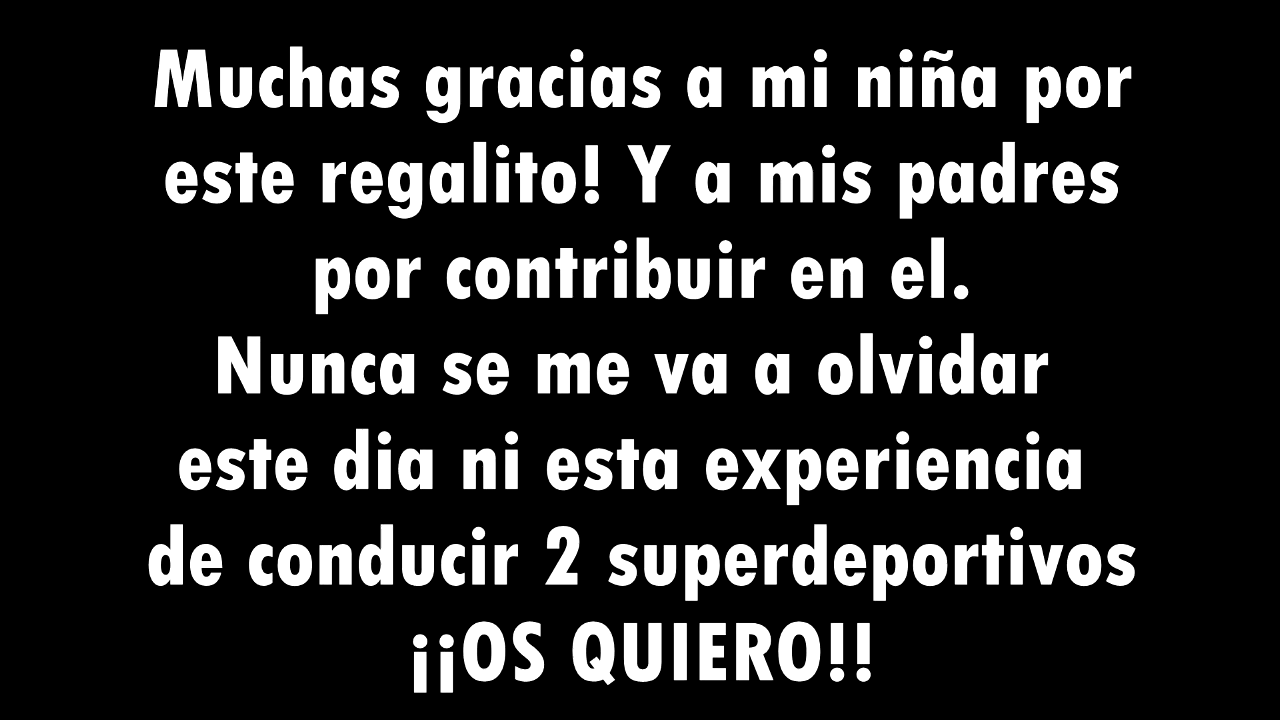 Muchas gracias a mi niña por
este regalito! Y a mis padres
por contribuir en el.
Nunca se me va a olvidar
este dia ni esta experiencia
de conducir 2 superdeportivos
¡¡OS QUIERO!!